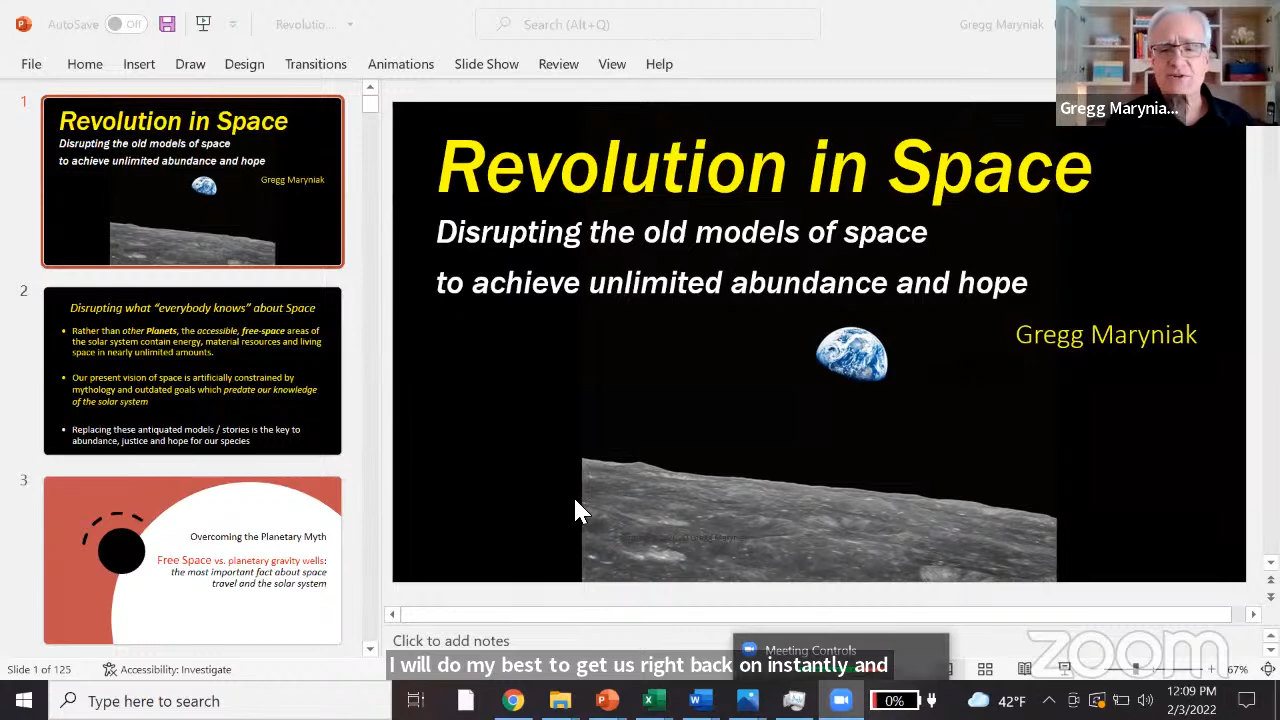 AutoSave Off
Revolutio...
Search (Alt+Q)
Gregg Maryniak
File Home Insert Draw Design Transitions Animations Slide Show Review View Help
Gregg Marynia...
1
Revolution in Space
Disrupting the old models of space
to achieve unlimited abundance and hope
Gregg Maryniak
2
Disrupting what “everybody knows” about Space
• Rather than other Planets, the accessible, free-space areas of
the solar system contain energy, material resources and living
space in nearly unlimited amounts.
• Our present vision of space is artificially constrained by
mythology and outdated goals which predate our knowledge
of the solar system
• Replacing these antiquated models / stories is the key to
abundance, justice and hope for our species
3
Overcoming the Planetary Myth
Free Space vs. planetary gravity wells:
the most important fact about space
travel and the solar system
Revolution in Space
Disrupting the old models of space
to achieve unlimited abundance and hope
Gregg Maryniak
Click to add notes
Meeting Controls
I will do my best to get us right back on instantly and
zoom
Slide 1 of 125
Accessibility: Investigate
67%
Type here to search
0%
42°F
12:09 PM
2/3/2022